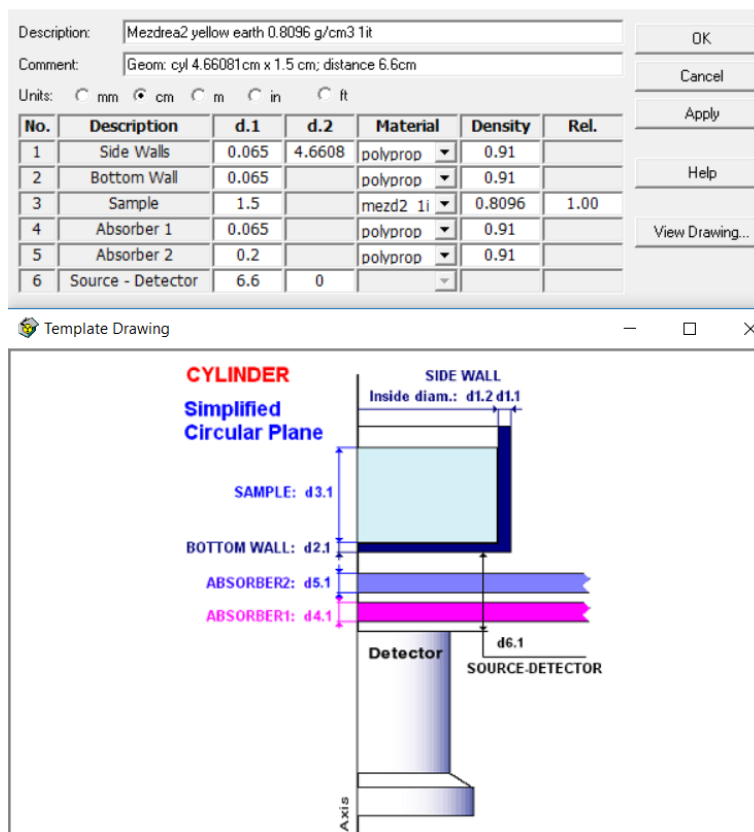 Description: Mezdrea2 yellow earth 0.8096 g/cm3 1it OK
Comment: Geom: cyl 4.66081cm x 1.5 cm; distance 6.6cm Cancel
Units: mm cm m in ft Apply
No. Description d.1 d.2 Material Density Rel.
1 Side Walls 0.065 4.6608 polyprop 0.91
2 Bottom Wall 0.065 polyprop 0.91 Help
3 Sample 1.5 mezd2 1i 0.8096 1.00
4 Absorber 1 0.065 polyprop 0.91 View Drawing...
5 Absorber 2 0.2 polyprop 0.91
6 Source - Detector 6.6 0
Template Drawing
CYLINDER SIDE WALL
Simplified Inside diam.: d1.2 d1.1
Circular Plane
SAMPLE: d3.1
BOTTOM WALL: d2.1
ABSORBER2: d5.1
ABSORBER1: d4.1
d6.1
Detector
SOURCE-DETECTOR
Axis